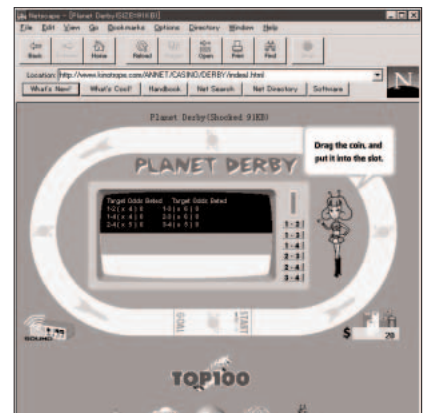 Netscape - [Planet Derby(SIZE=91KB)]
File Edit View Go Bookmarks Options Directory Window Help
Back Home Reload Open Print Find
Location: http://www.kinotrope.com/ANNET/CASINO/DERBY/indexl.html
What's New! What's Cool! Handbook Net Search Net Directory Software
N
Planet Derby(Shocked 91KB)
Drag the coin, and
put it into the slot.
PLANET DERBY
Target Odds Beted Target Odds Beted
1-2( x 4) 0 1-3( x 6) 0
1-4( x 4) 0 2-3( x 6) 0
2-4( x 5) 0 3-4( x 5) 0
1-2
1-3
1-4
2-3
2-4
3-4
GOAL
START
SOUND
$ 20
TOP100